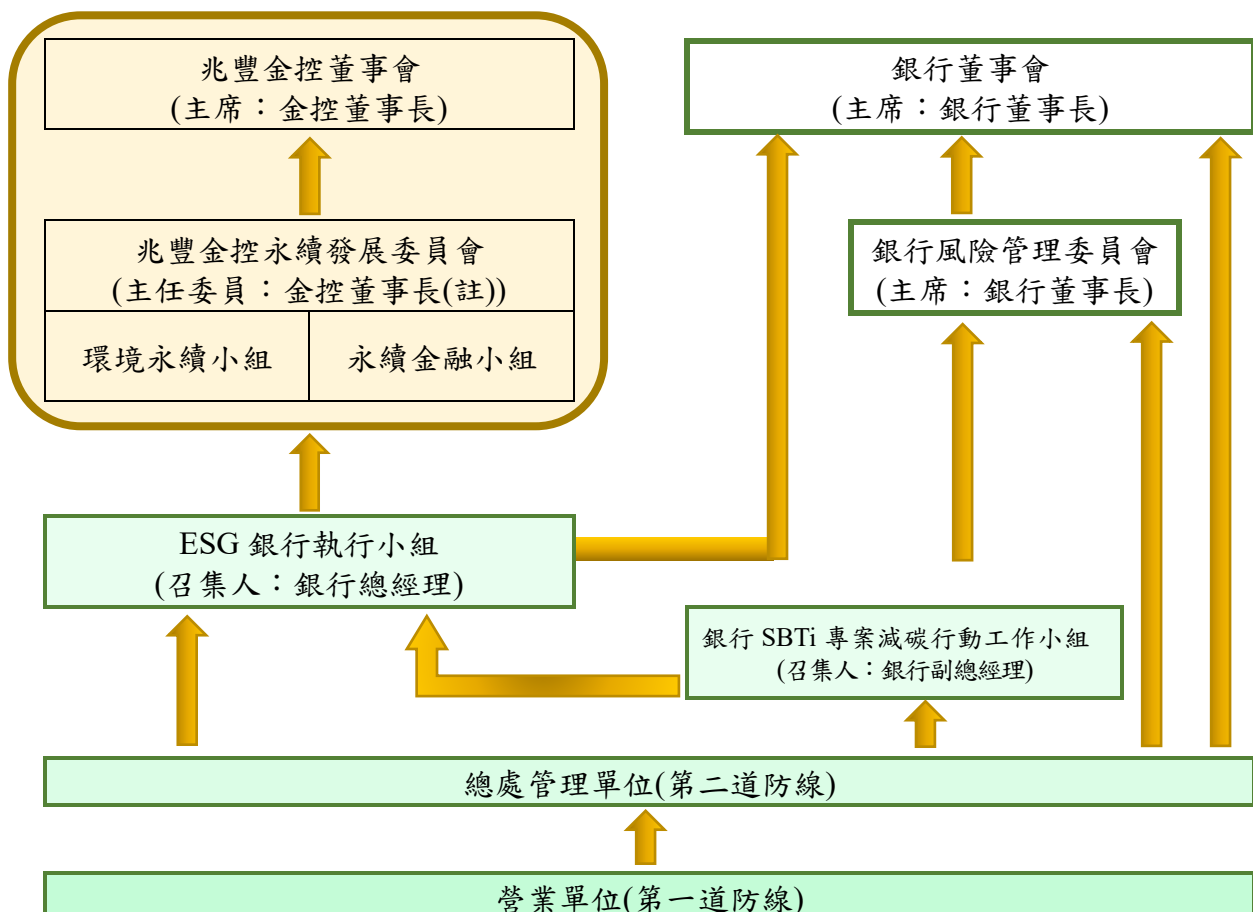 兆豐金控董事會
(主席：金控董事長)
銀行董事會
(主席：銀行董事長)
兆豐金控永續發展委員會
(主任委員：金控董事長(註))
環境永續小組
永續金融小組
銀行風險管理委員會
(主席：銀行董事長)
ESG 銀行執行小組
(召集人：銀行總經理)
銀行 SBTi 專案減碳行動工作小組
(召集人：銀行副總經理)
總處管理單位(第二道防線)
營業單位(第一道防線)